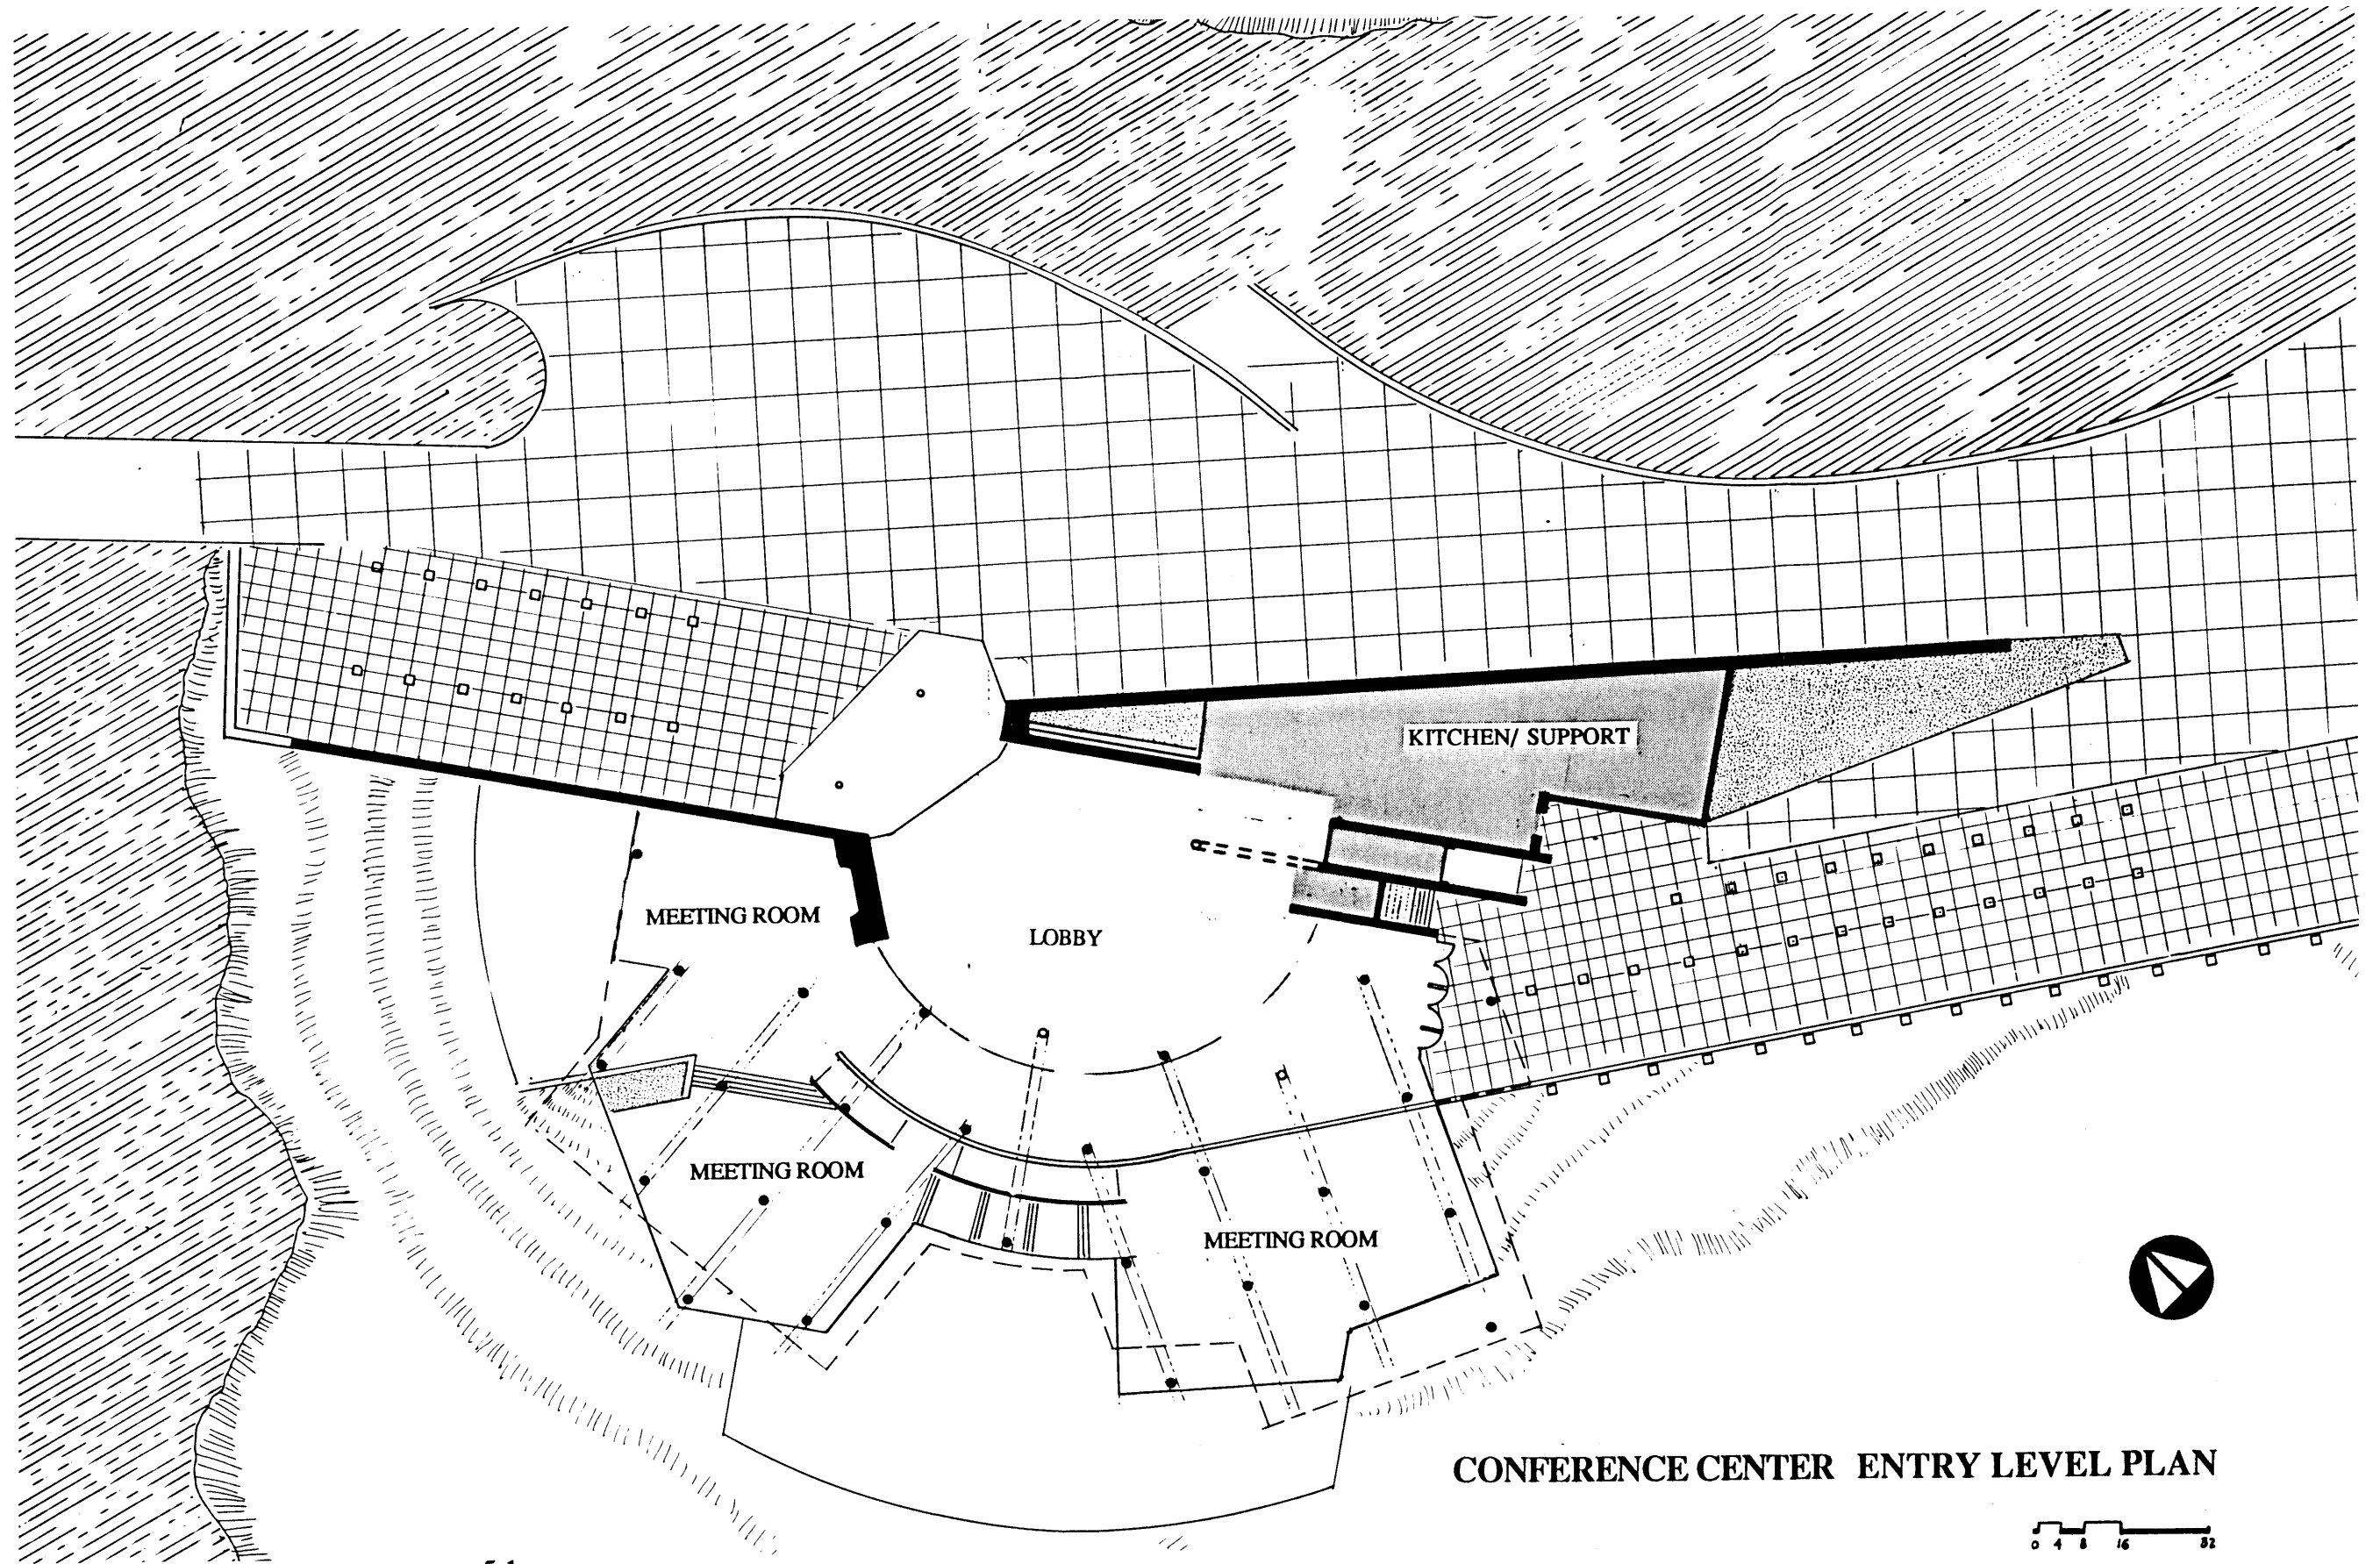 KITCHEN/ SUPPORT
MEETING ROOM
LOBBY
MEETING ROOM
MEETING ROOM
CONFERENCE CENTER ENTRY LEVEL PLAN
0 4 8 16 32